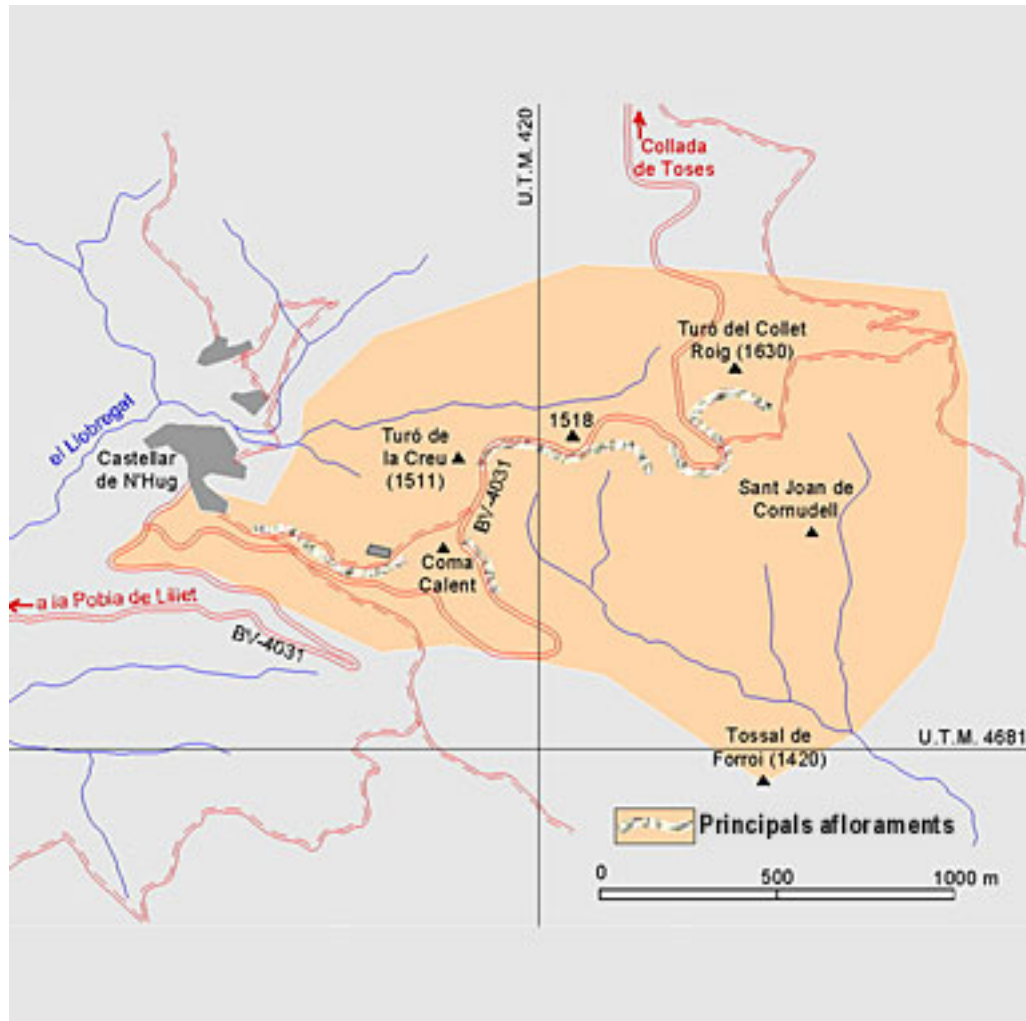 U.T.M. 420
Collada
de Toses
Turó del Collet
Roig (1630)
el Llobregat
1518
Turó de
la Creu
(1511)
Castellar
de N'Hug
BV-4031
Sant Joan de
Cornudell
Coma
Calent
a la Pobla de Lillet
BV-4031
U.T.M. 4681
Tossal de
Forroi (1420)
Principals afloraments
0
500
1000 m